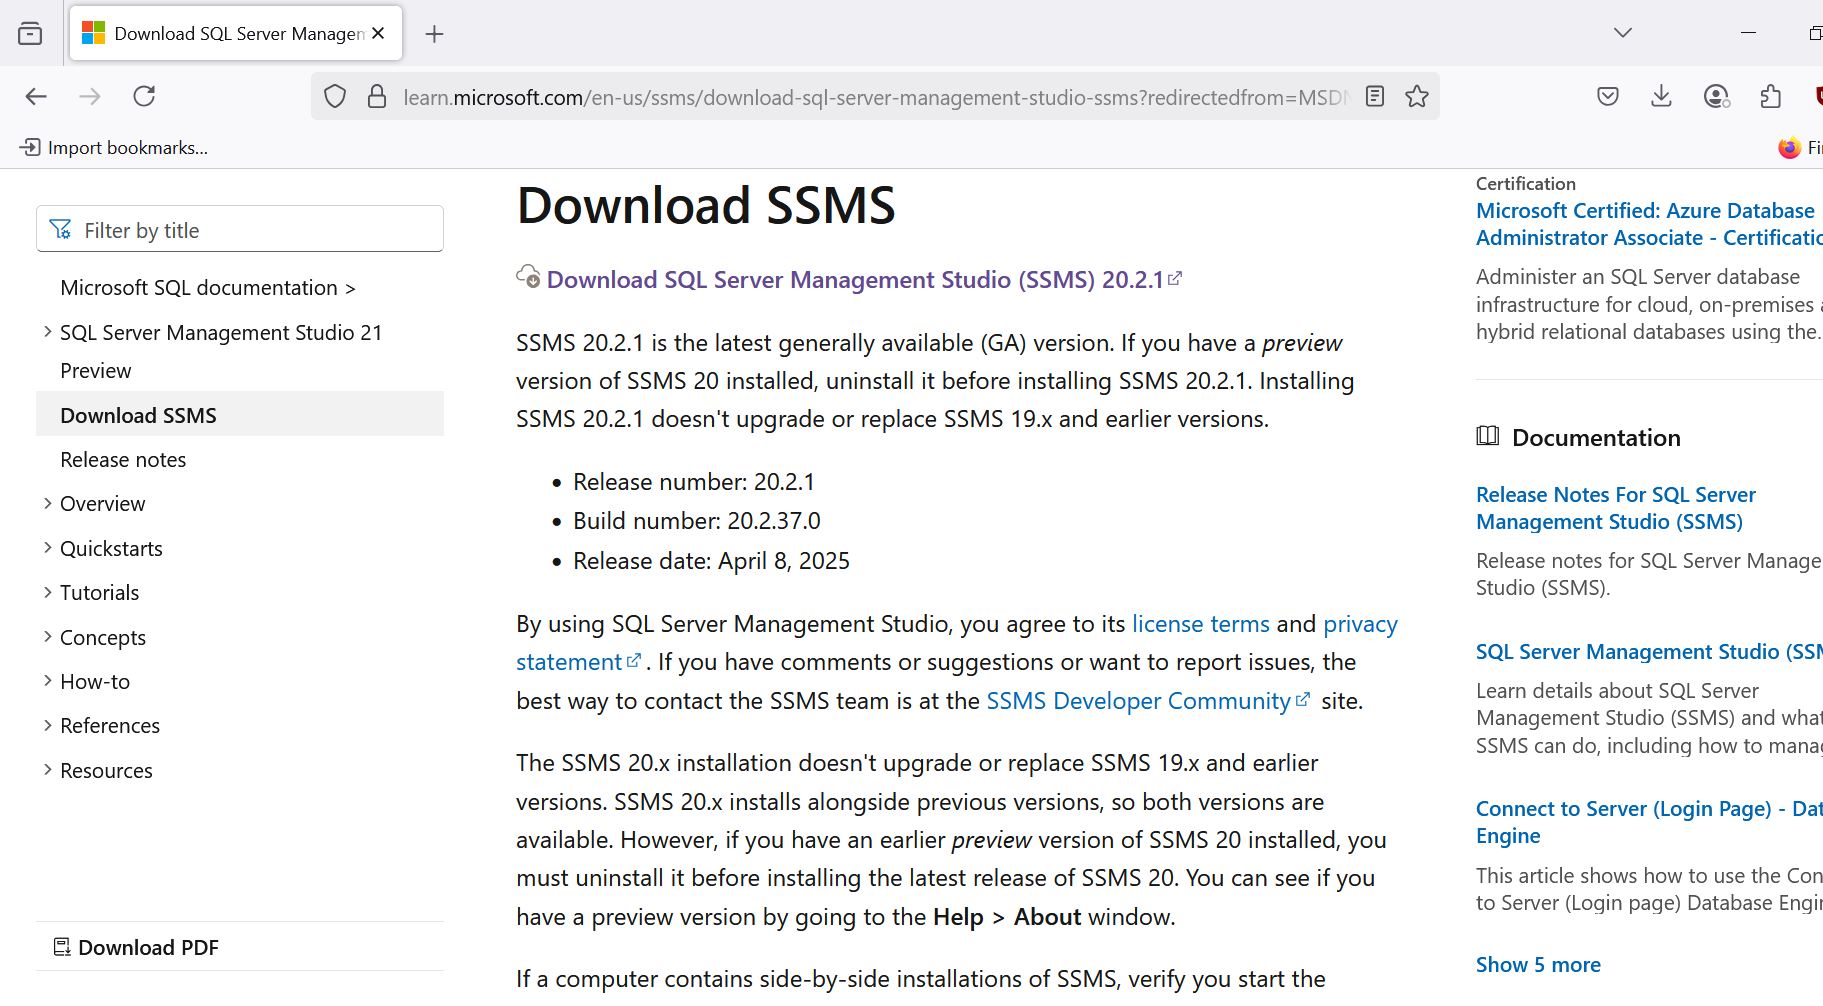 Download SQL Server Managem
learn.microsoft.com/en-us/ssms/download-sql-server-management-studio-ssms?redirectedfrom=MSDN
Import bookmarks...
Filter by title
Microsoft SQL documentation >
SQL Server Management Studio 21
Preview
Download SSMS
Release notes
Overview
Quickstarts
Tutorials
Concepts
How-to
References
Resources
Download PDF
Download SSMS
Download SQL Server Management Studio (SSMS) 20.2.1
SSMS 20.2.1 is the latest generally available (GA) version. If you have a preview
version of SSMS 20 installed, uninstall it before installing SSMS 20.2.1. Installing
SSMS 20.2.1 doesn't upgrade or replace SSMS 19.x and earlier versions.
• Release number: 20.2.1
• Build number: 20.2.37.0
• Release date: April 8, 2025
By using SQL Server Management Studio, you agree to its license terms and privacy
statement. If you have comments or suggestions or want to report issues, the
best way to contact the SSMS team is at the SSMS Developer Community site.
The SSMS 20.x installation doesn't upgrade or replace SSMS 19.x and earlier
versions. SSMS 20.x installs alongside previous versions, so both versions are
available. However, if you have an earlier preview version of SSMS 20 installed, you
must uninstall it before installing the latest release of SSMS 20. You can see if you
have a preview version by going to the Help > About window.
If a computer contains side-by-side installations of SSMS, verify you start the
Certification
Microsoft Certified: Azure Database
Administrator Associate - Certificatio
Administer an SQL Server database
infrastructure for cloud, on-premises
hybrid relational databases using the.
Documentation
Release Notes For SQL Server
Management Studio (SSMS)
Release notes for SQL Server Manage
Studio (SSMS).
SQL Server Management Studio (SSM
Learn details about SQL Server
Management Studio (SSMS) and what
SSMS can do, including how to mana
Connect to Server (Login Page) - Dat
Engine
This article shows how to use the Con
to Server (Login page) Database Engi
Show 5 more